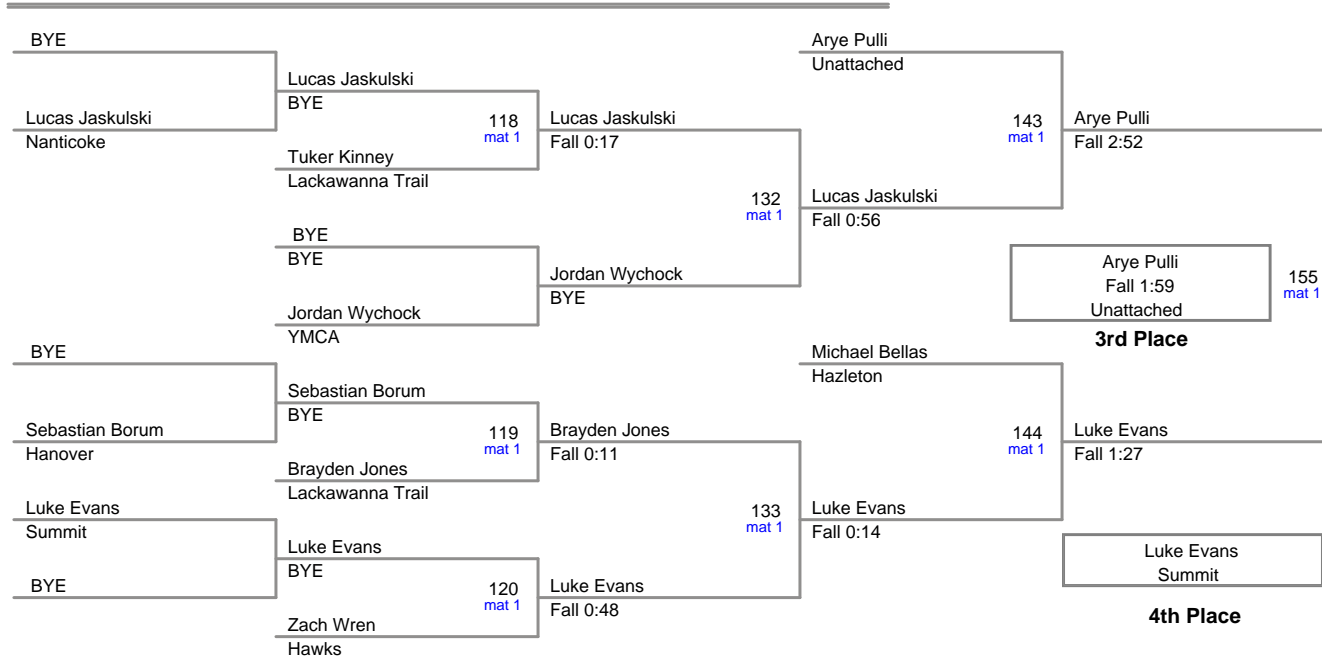 BYE
Lucas Jaskulski
Nanticoke
Lucas Jaskulski
BYE
118
mat 1
Tuker Kinney
Lackawanna Trail
Lucas Jaskulski
Fall 0:17
BYE
BYE
Jordan Wychock
YMCA
Jordan Wychock
BYE
132
mat 1
Lucas Jaskulski
Fall 0:56
Arye Pulli
Unattached
143
mat 1
Arye Pulli
Fall 2:52
Arye Pulli
Fall 1:59
Unattached
155
mat 1
3rd Place
BYE
Sebastian Borum
Hanover
Sebastian Borum
BYE
119
mat 1
Brayden Jones
Lackawanna Trail
Brayden Jones
Fall 0:11
Luke Evans
Summit
BYE
Luke Evans
BYE
120
mat 1
Zach Wren
Hawks
Luke Evans
Fall 0:48
133
mat 1
Luke Evans
Fall 0:14
Michael Bellas
Hazleton
144
mat 1
Luke Evans
Fall 1:27
Luke Evans
Summit
4th Place